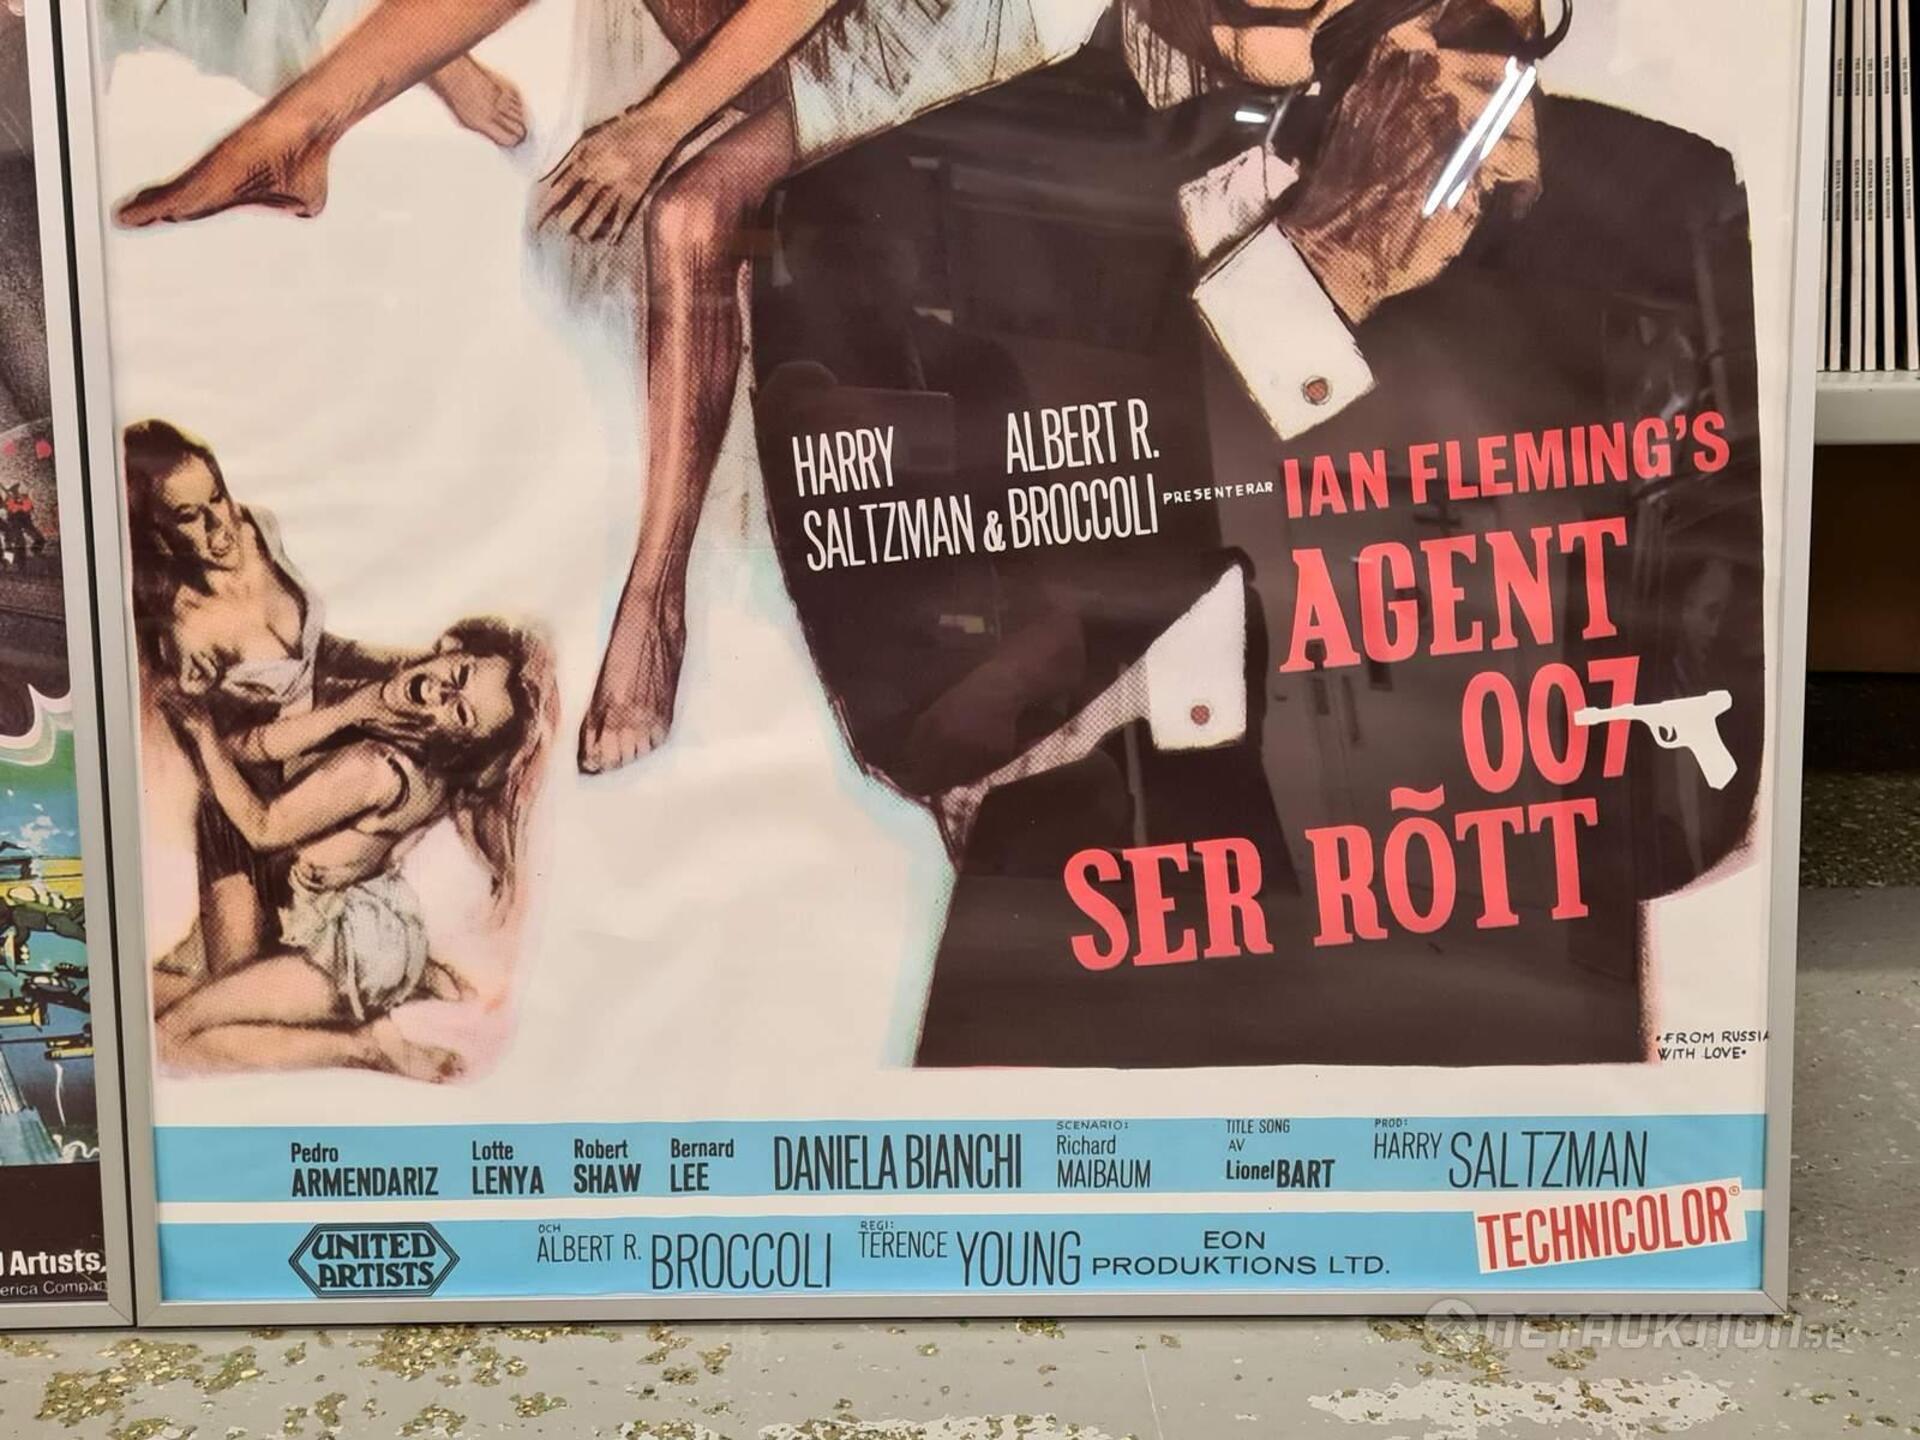 HARRY
SALTZMAN & ALBERT R.
BROCCOLI PRESENTERAR
IAN FLEMING'S
AGENT
007
SER RÖTT
•FROM RUSSIA
WITH LOVE•
Pedro
ARMENDARIZ
Lotte
LENYA
Robert
SHAW
Bernard
LEE
DANIELA BIANCHI
SCENARIO:
Richard
MAIBAUM
TITLE SONG
AV
Lionel BART
PROD:
HARRY SALTZMAN
UNITED
ARTISTS
OCH
ALBERT R. BROCCOLI
REGI:
TERENCE YOUNG
EON
PRODUKTIONS LTD.
TECHNICOLOR®
Artists,
erica Compa
NETAUKTION.SE